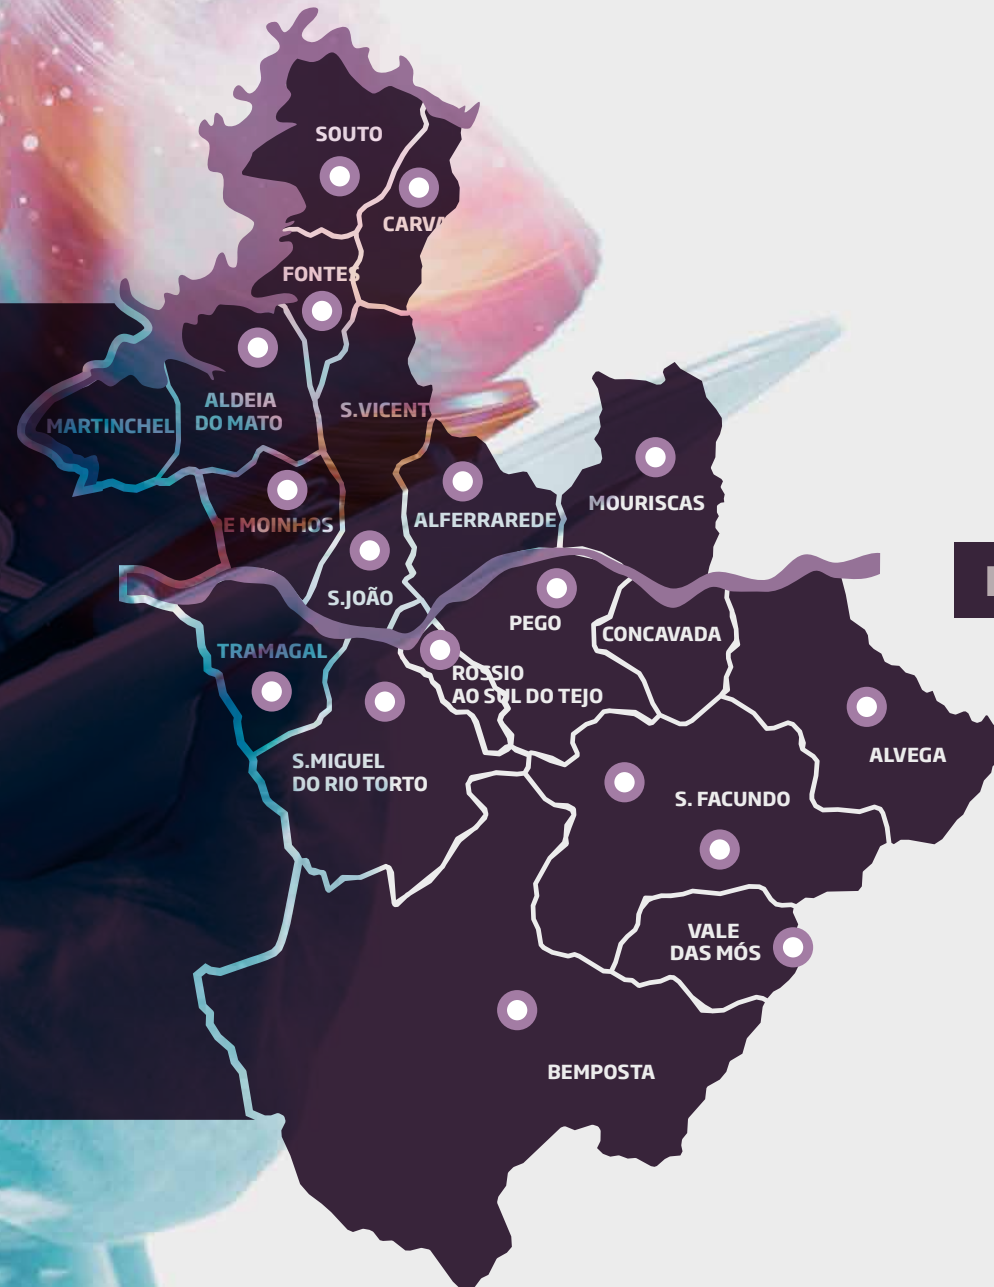 SOUTO
CARVA
FONTES
ALDEIA
DO MATO
MARTINCHEL
S.VICENT
E MOINHOS
ALFERRAREDE
MOURISCAS
S.JOÃO
PEGO
CONCAVADA
TRAMAGAL
ROSSIO
AO SUL DO TEJO
S.MIGUEL
DO RIO TORTO
ALVEGA
S. FACUNDO
VALE
DAS MÓS
BEMPOSTA